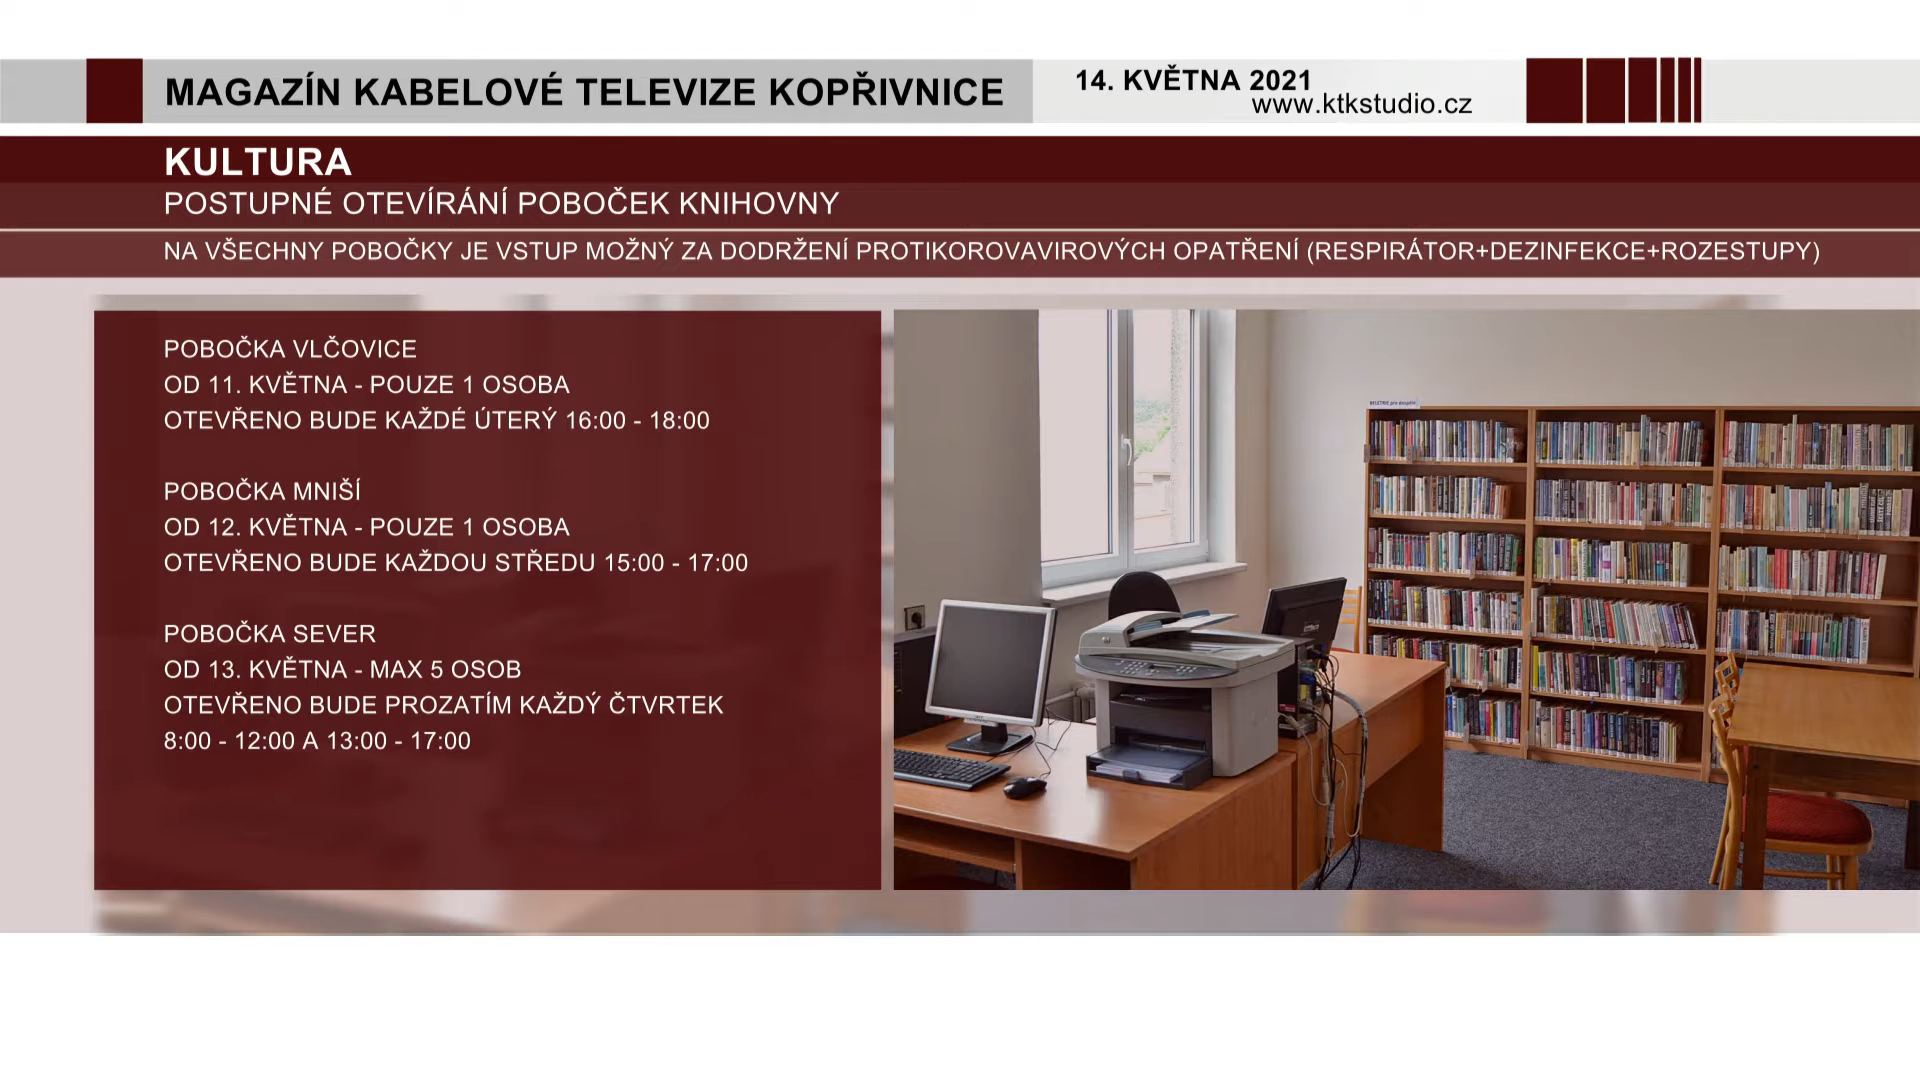 MAGAZÍN KABELOVÉ TELEVIZE KOPŘIVNICE
14. KVĚTNA 2021
www.ktkstudio.cz
KULTURA
POSTUPNÉ OTEVÍRÁNÍ POBOČEK KNIHOVNY
NA VŠECHNY POBOČKY JE VSTUP MOŽNÝ ZA DODRŽENÍ PROTIKOROVAVIROVÝCH OPATŘENÍ (RESPIRÁTOR+DEZINFEKCE+ROZESTUPY)
POBOČKA VLČOVICE
OD 11. KVĚTNA - POUZE 1 OSOBA
OTEVŘENO BUDE KAŽDÉ ÚTERÝ 16:00 - 18:00
POBOČKA MNIŠÍ
OD 12. KVĚTNA - POUZE 1 OSOBA
OTEVŘENO BUDE KAŽDOU STŘEDU 15:00 - 17:00
POBOČKA SEVER
OD 13. KVĚTNA - MAX 5 OSOB
OTEVŘENO BUDE PROZATÍM KAŽDÝ ČTVRTEK
8:00 - 12:00 A 13:00 - 17:00
BELETRIE pro dospělé